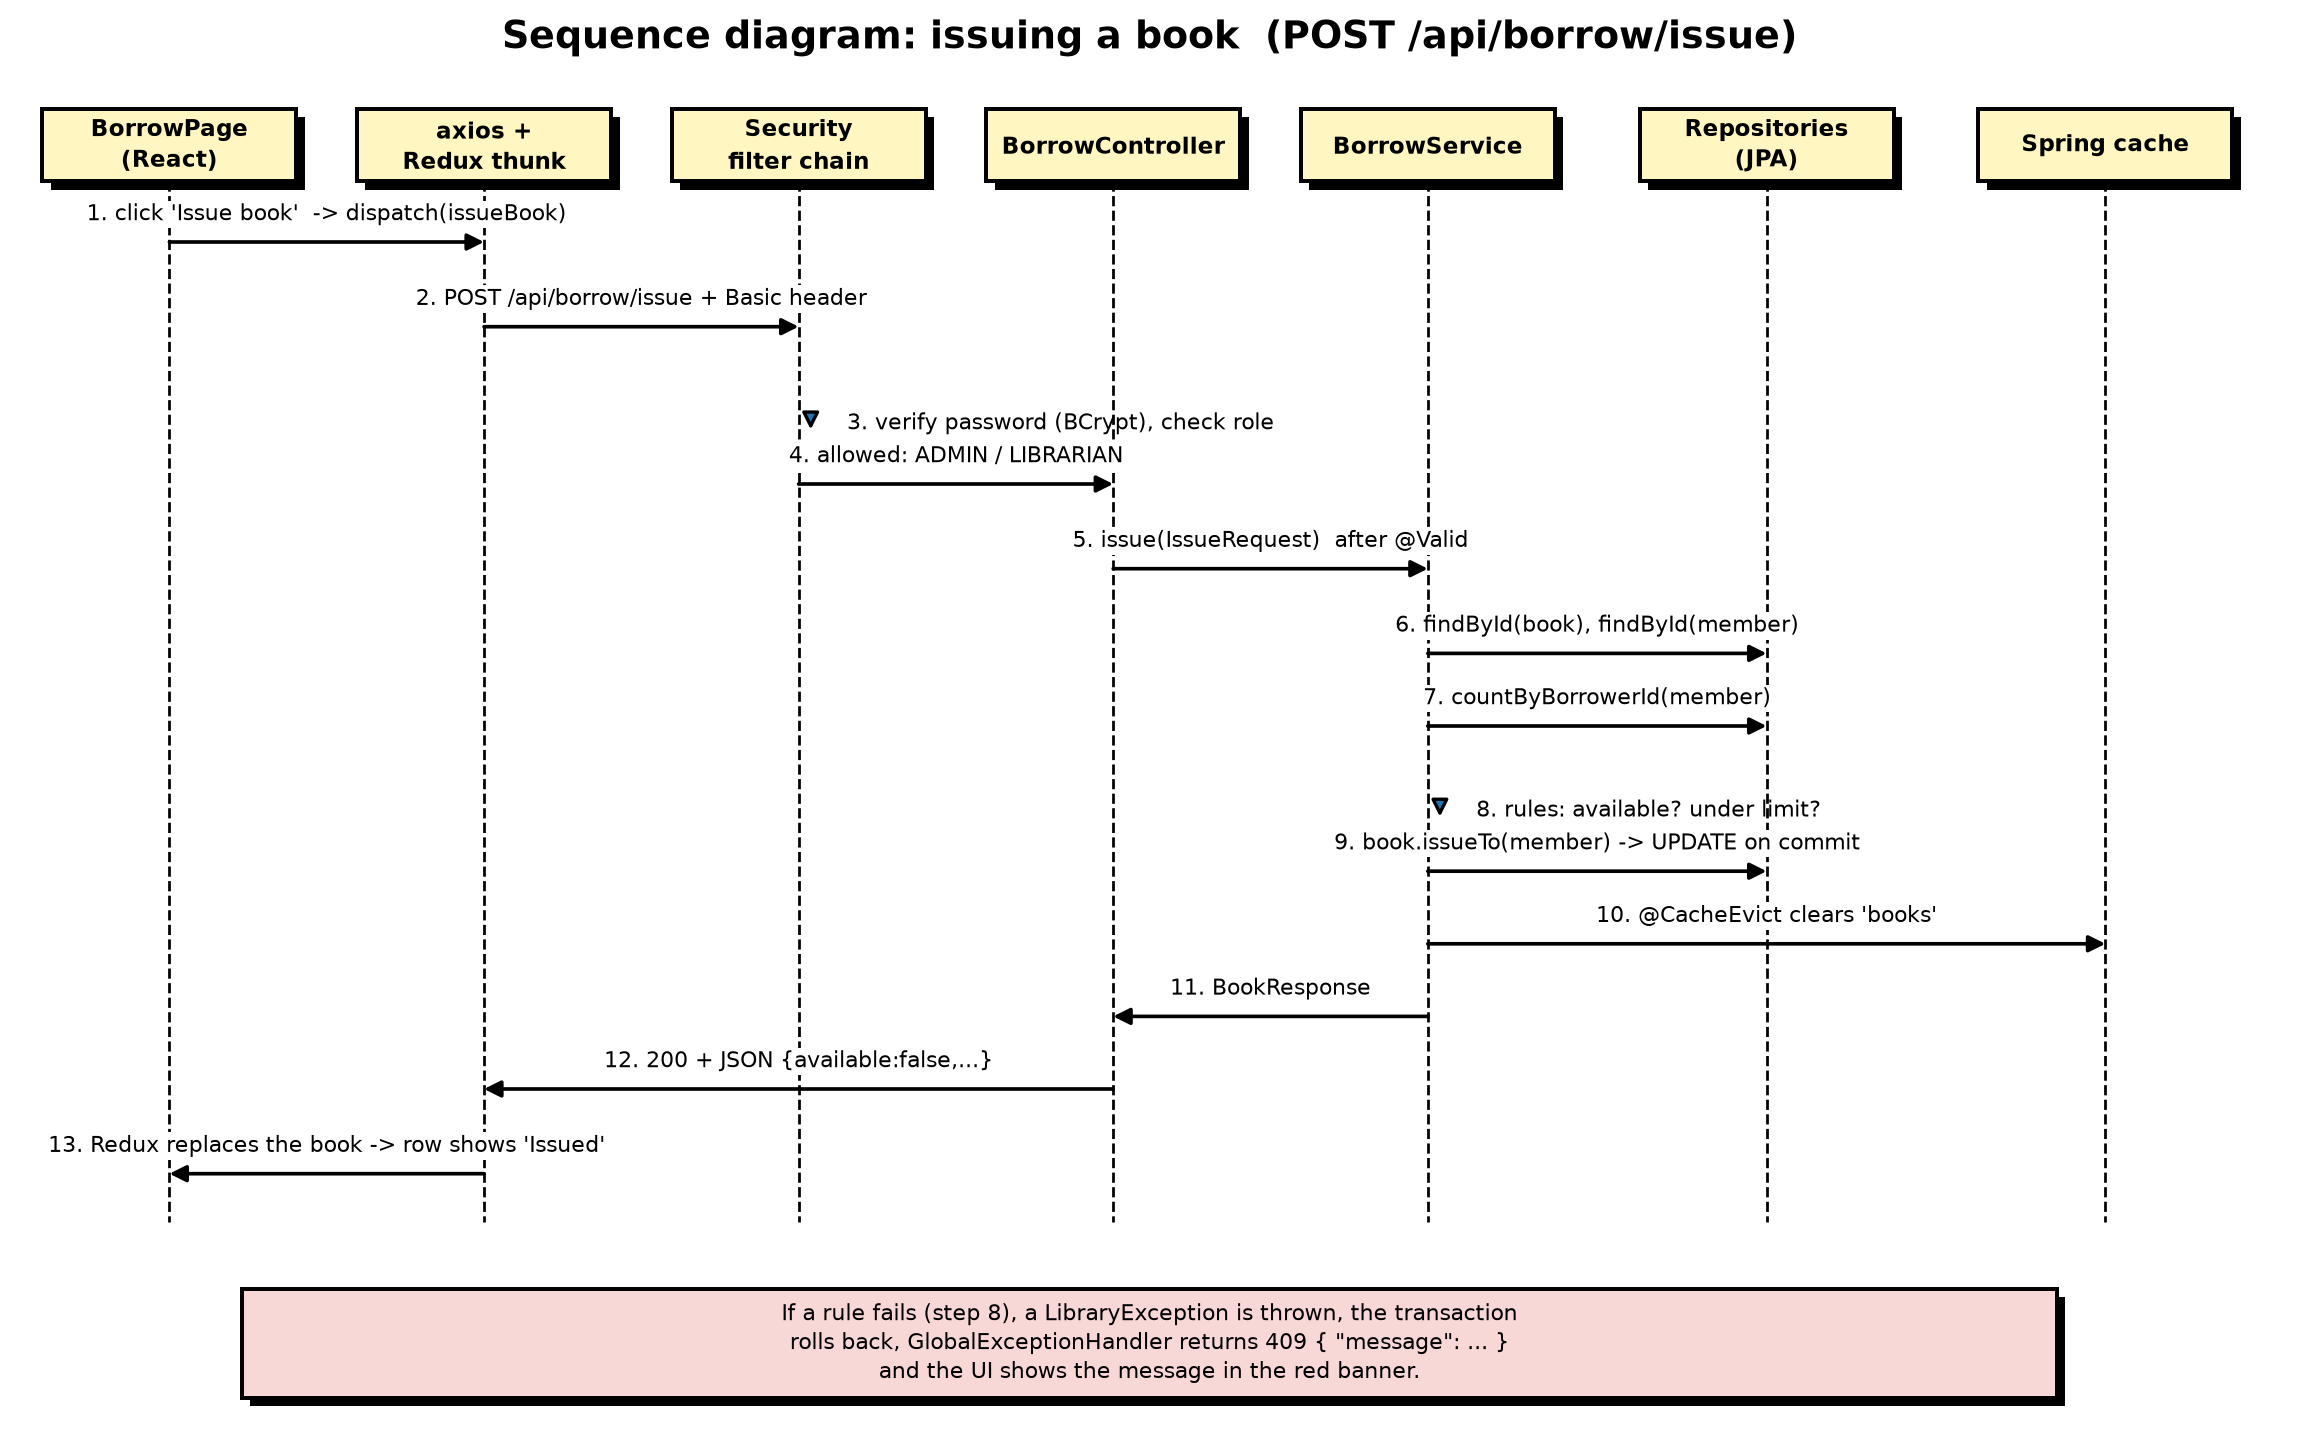 Sequence diagram: issuing a book  (POST /api/borrow/issue)
BorrowPage
(React)
axios +
Redux thunk
Security
filter chain
BorrowController
BorrowService
Repositories
(JPA)
Spring cache
1. click 'Issue book'  -> dispatch(issueBook)
2. POST /api/borrow/issue + Basic header
3. verify password (BCrypt), check role
4. allowed: ADMIN / LIBRARIAN
5. issue(IssueRequest)  after @Valid
6. findById(book), findById(member)
7. countByBorrowerId(member)
8. rules: available? under limit?
9. book.issueTo(member) -> UPDATE on commit
10. @CacheEvict clears 'books'
11. BookResponse
12. 200 + JSON {available:false,...}
13. Redux replaces the book -> row shows 'Issued'
If a rule fails (step 8), a LibraryException is thrown, the transaction
rolls back, GlobalExceptionHandler returns 409 { "message": ... }
and the UI shows the message in the red banner.